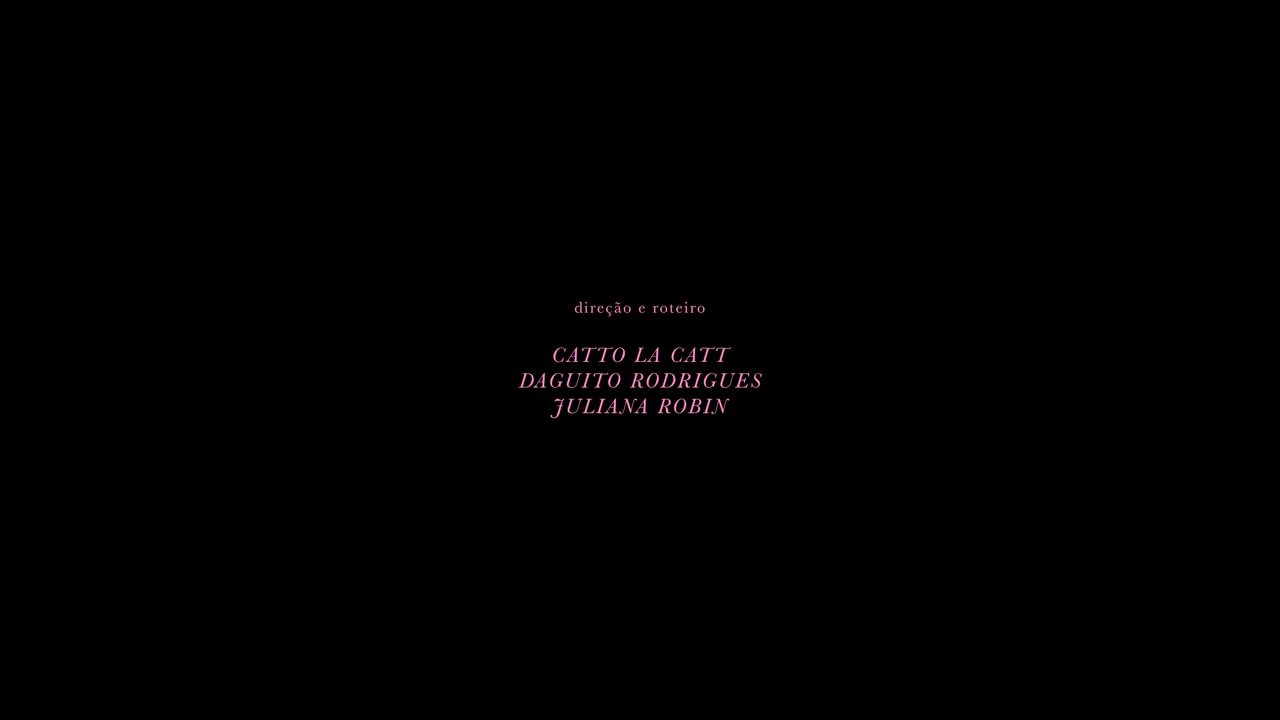 direção e roteiro
CATTO LA CATT
DAGUITO RODRIGUES
JULIANA ROBIN